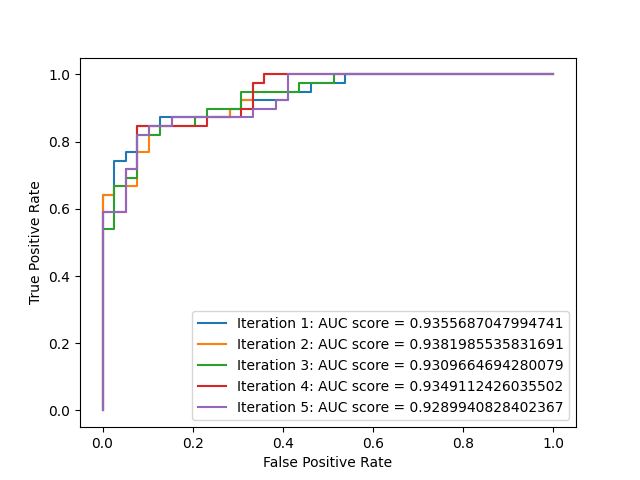 1.0
0.8
0.6
0.4
0.2
0.0
True Positive Rate
Iteration 1: AUC score = 0.9355687047994741
Iteration 2: AUC score = 0.9381985535831691
Iteration 3: AUC score = 0.9309664694280079
Iteration 4: AUC score = 0.9349112426035502
Iteration 5: AUC score = 0.9289940828402367
0.0 0.2 0.4 0.6 0.8 1.0
False Positive Rate